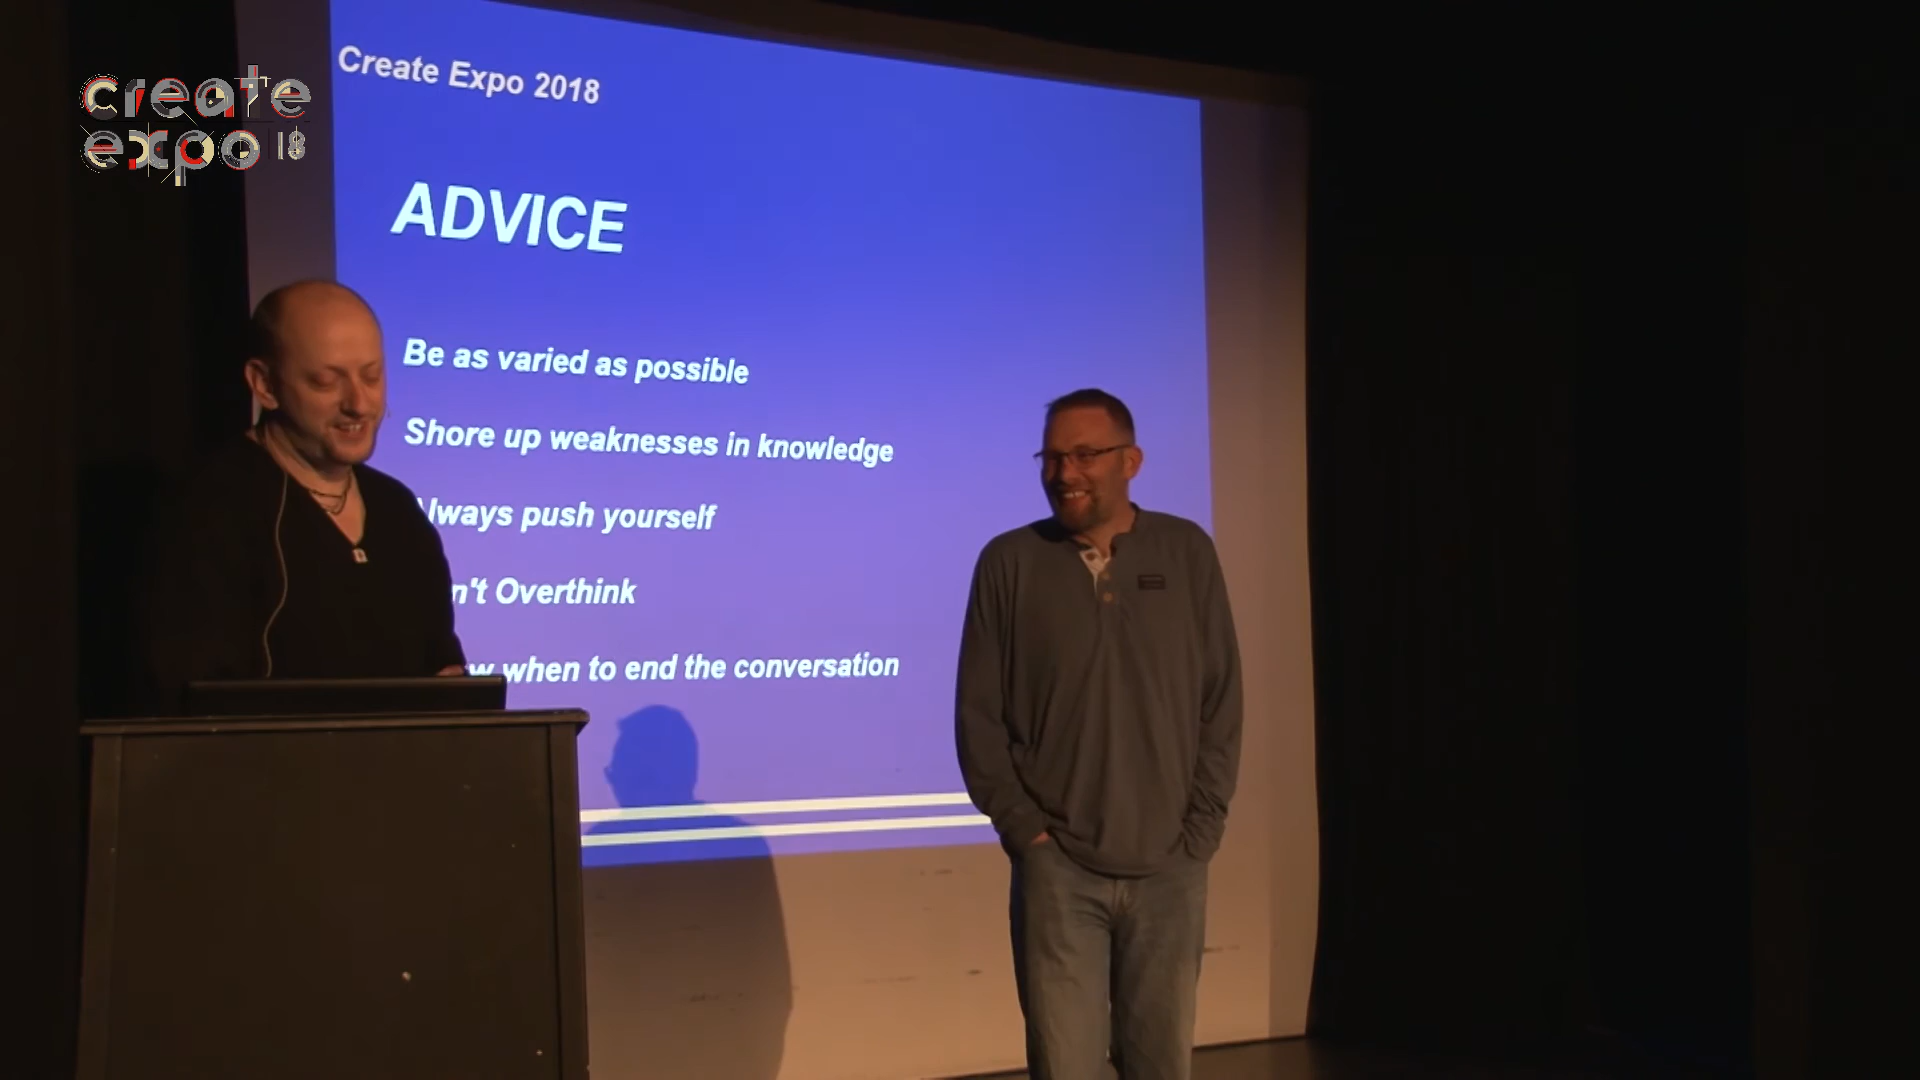 create
expo 18
Create Expo 2018
ADVICE
Be as varied as possible
Shore up weaknesses in knowledge
Always push yourself
n't Overthink
w when to end the conversation